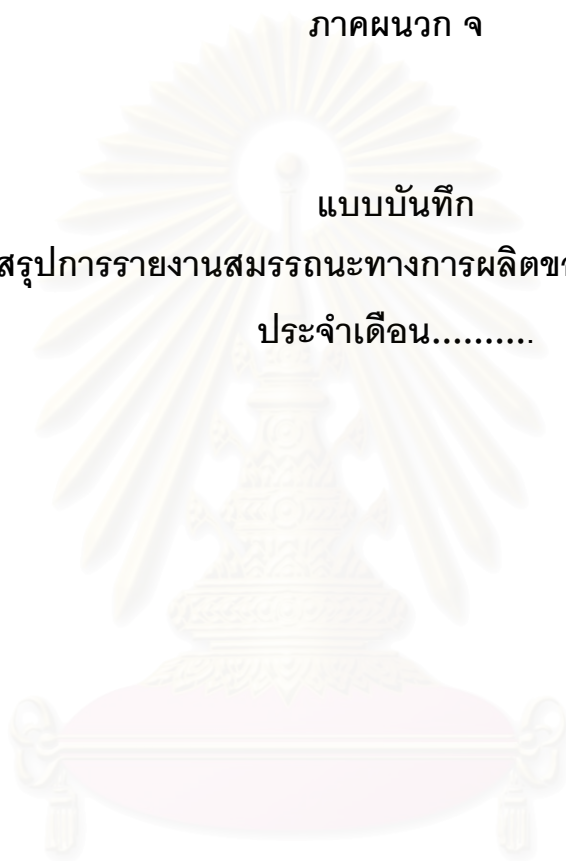 ภาคผนวก จ
แบบบันทึก
สรุปการรายงานสมรรถนะทางการผลิต
ประจำเดือน..........